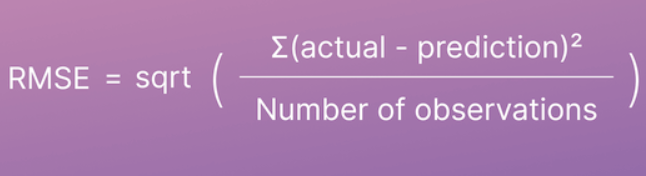 Σ(actual - prediction)²
RMSE = sqrt ( )
Number of observations